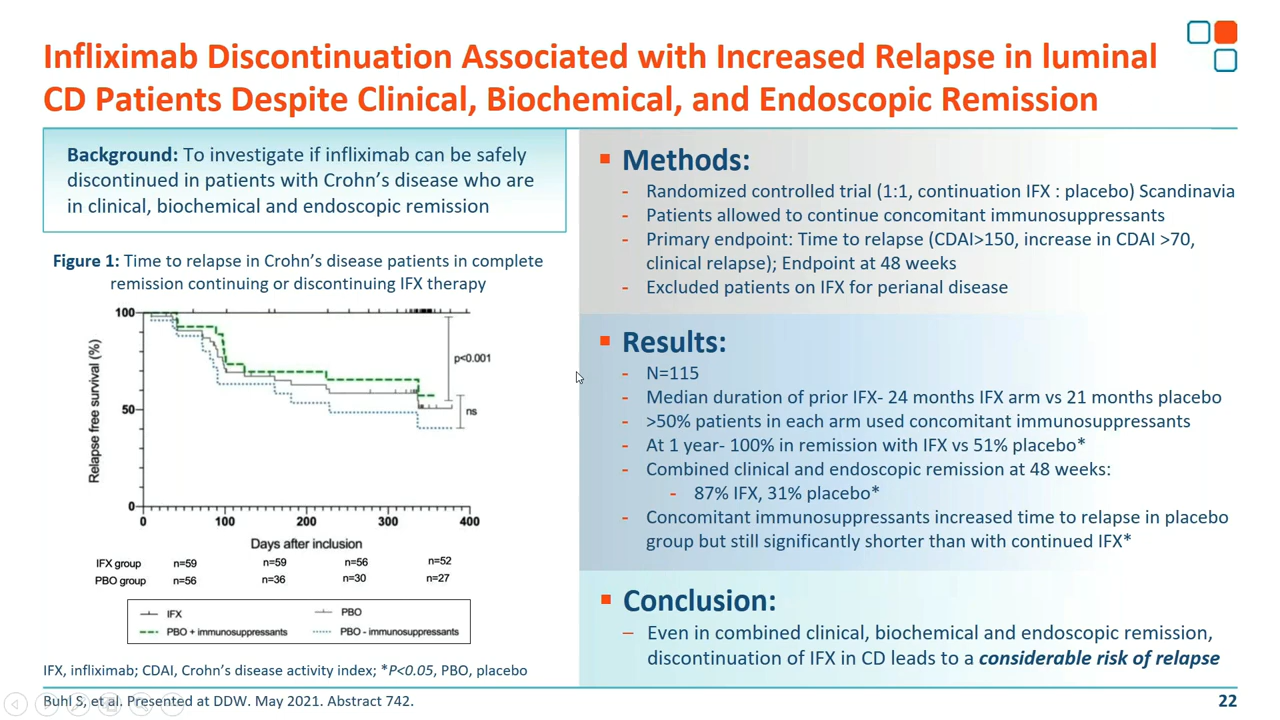 Infliximab Discontinuation Associated with Increased Relapse in luminal
CD Patients Despite Clinical, Biochemical, and Endoscopic Remission
Background: To investigate if infliximab can be safely
discontinued in patients with Crohn's disease who are
in clinical, biochemical and endoscopic remission
Figure 1: Time to relapse in Crohn's disease patients in complete
remission continuing or discontinuing IFX therapy
Relapse free survival (%)
100
50
0
p<0.001
ns
0 100 200 300 400
Days after inclusion
IFX group n=59 n=59 n=56 n=52
PBO group n=56 n=36 n=30 n=27
IFX PBO
PBO + immunosuppressants PBO - immunosuppressants
IFX, infliximab; CDAI, Crohn's disease activity index; *P<0.05, PBO, placebo
Methods:
- Randomized controlled trial (1:1, continuation IFX : placebo) Scandinavia
- Patients allowed to continue concomitant immunosuppressants
- Primary endpoint: Time to relapse (CDAI>150, increase in CDAI >70,
clinical relapse); Endpoint at 48 weeks
- Excluded patients on IFX for perianal disease
Results:
- N=115
- Median duration of prior IFX- 24 months IFX arm vs 21 months placebo
- >50% patients in each arm used concomitant immunosuppressants
- At 1 year- 100% in remission with IFX vs 51% placebo*
- Combined clinical and endoscopic remission at 48 weeks:
- 87% IFX, 31% placebo*
- Concomitant immunosuppressants increased time to relapse in placebo
group but still significantly shorter than with continued IFX*
Conclusion:
– Even in combined clinical, biochemical and endoscopic remission,
discontinuation of IFX in CD leads to a considerable risk of relapse
Buhl S, et al. Presented at DDW. May 2021. Abstract 742.
22